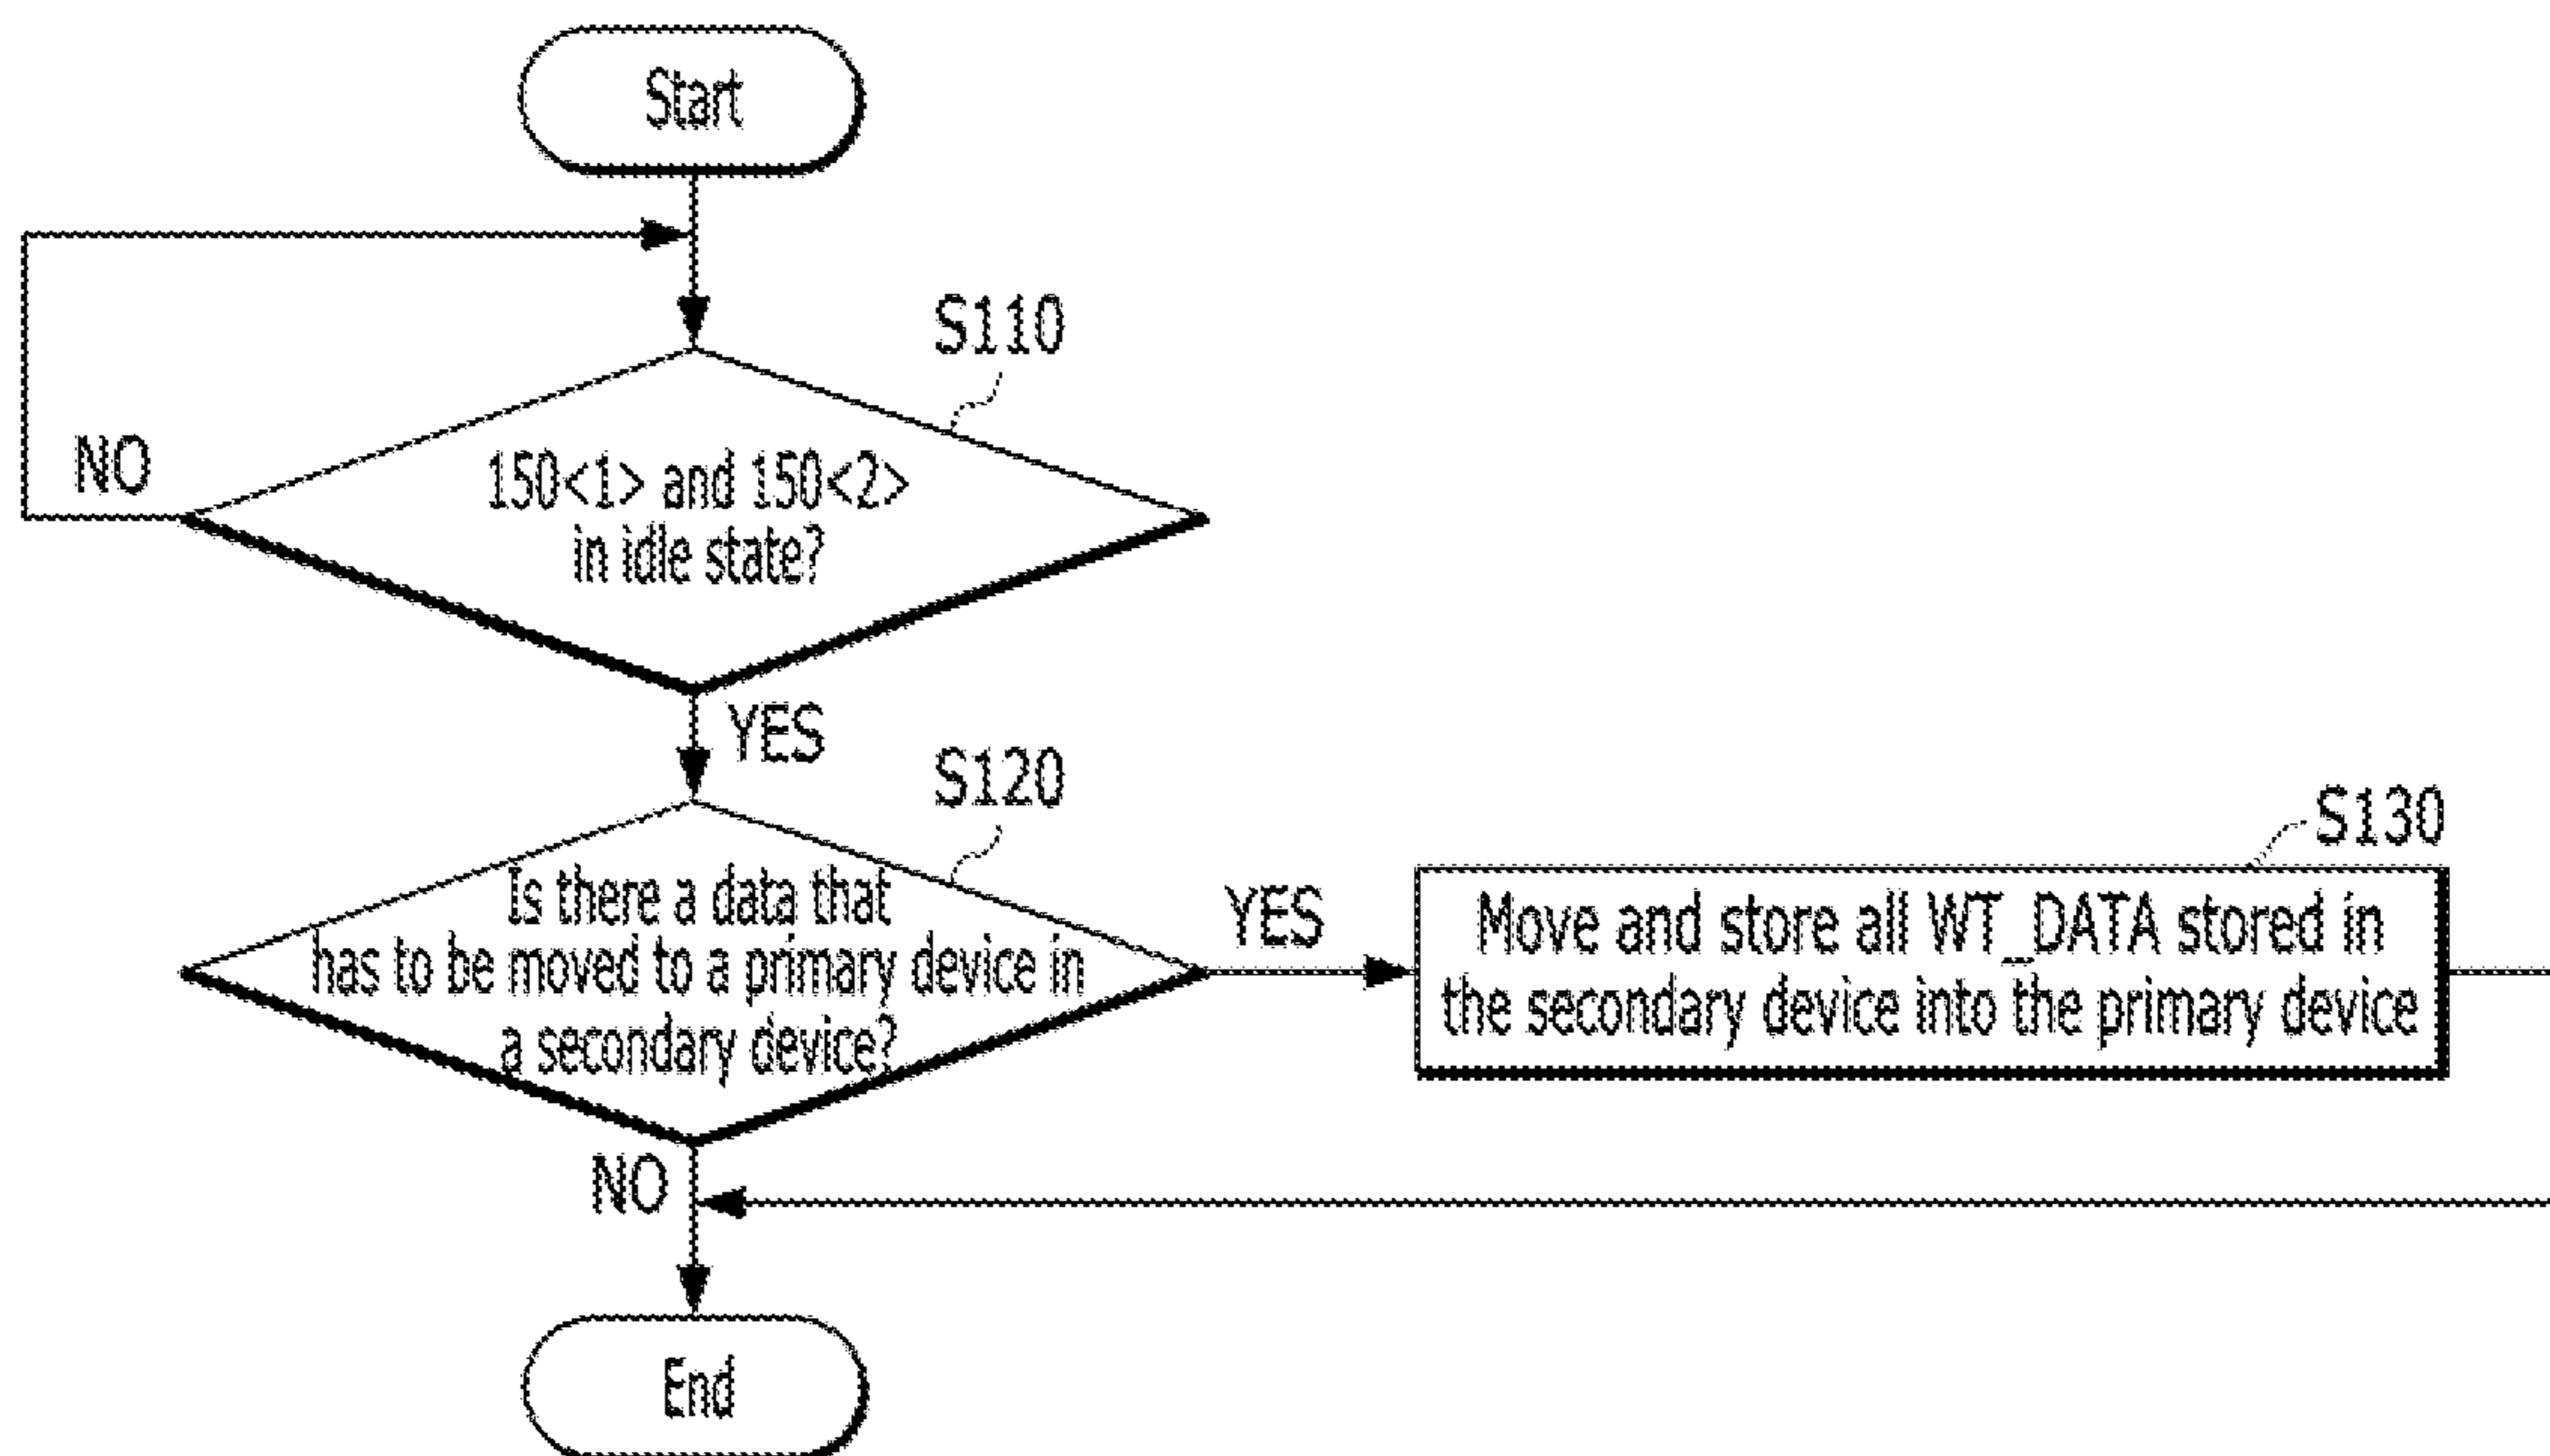 Start
S110
NO
150<1> and 150<2>
in idle state?
YES
S120
Is there a data that
has to be moved to a primary device in
a secondary device?
YES
S130
Move and store all WT_DATA stored in
the secondary device into the primary device
NO
End